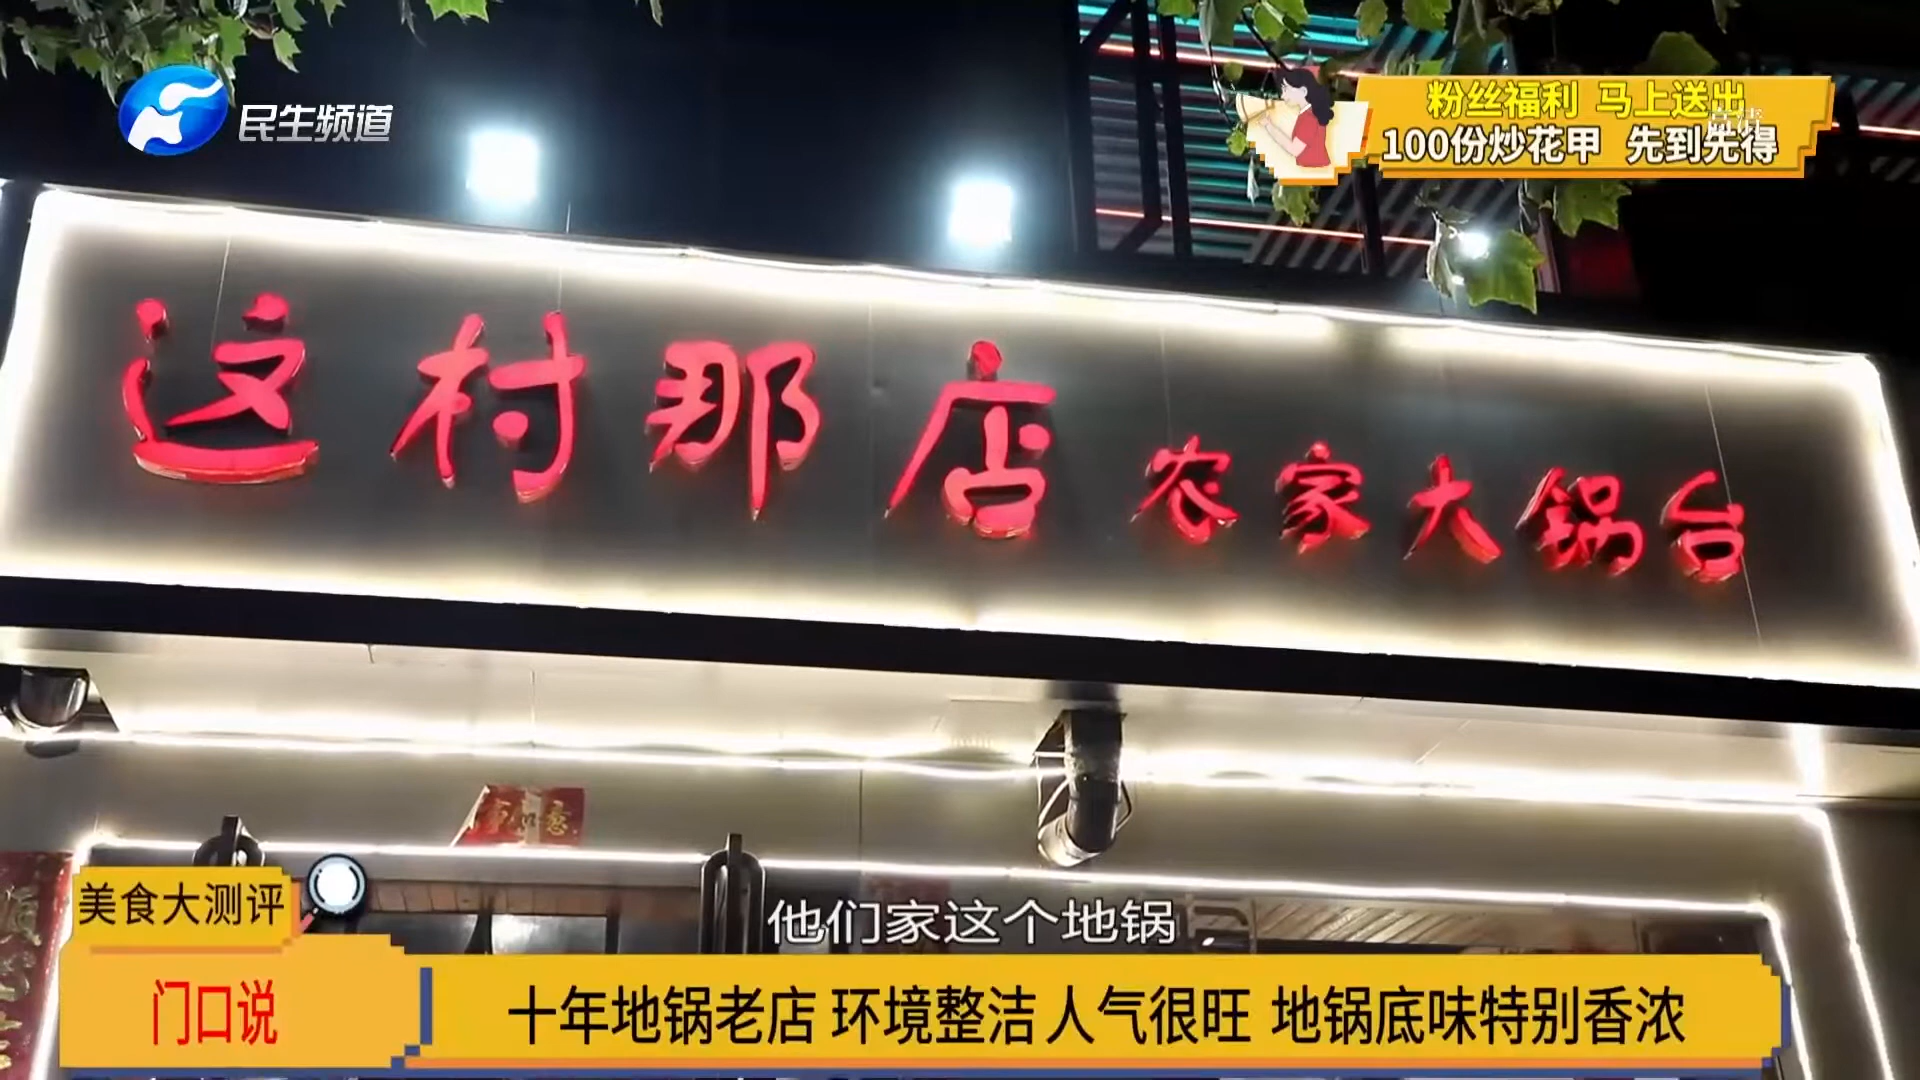 民生频道
粉丝福利 马上送出
高清
100份炒花甲 先到先得
这村那店 农家大锅台
美食大测评
他们家这个地锅
门口说
十年地锅老店 环境整洁 人气很旺 地锅底味特别香浓